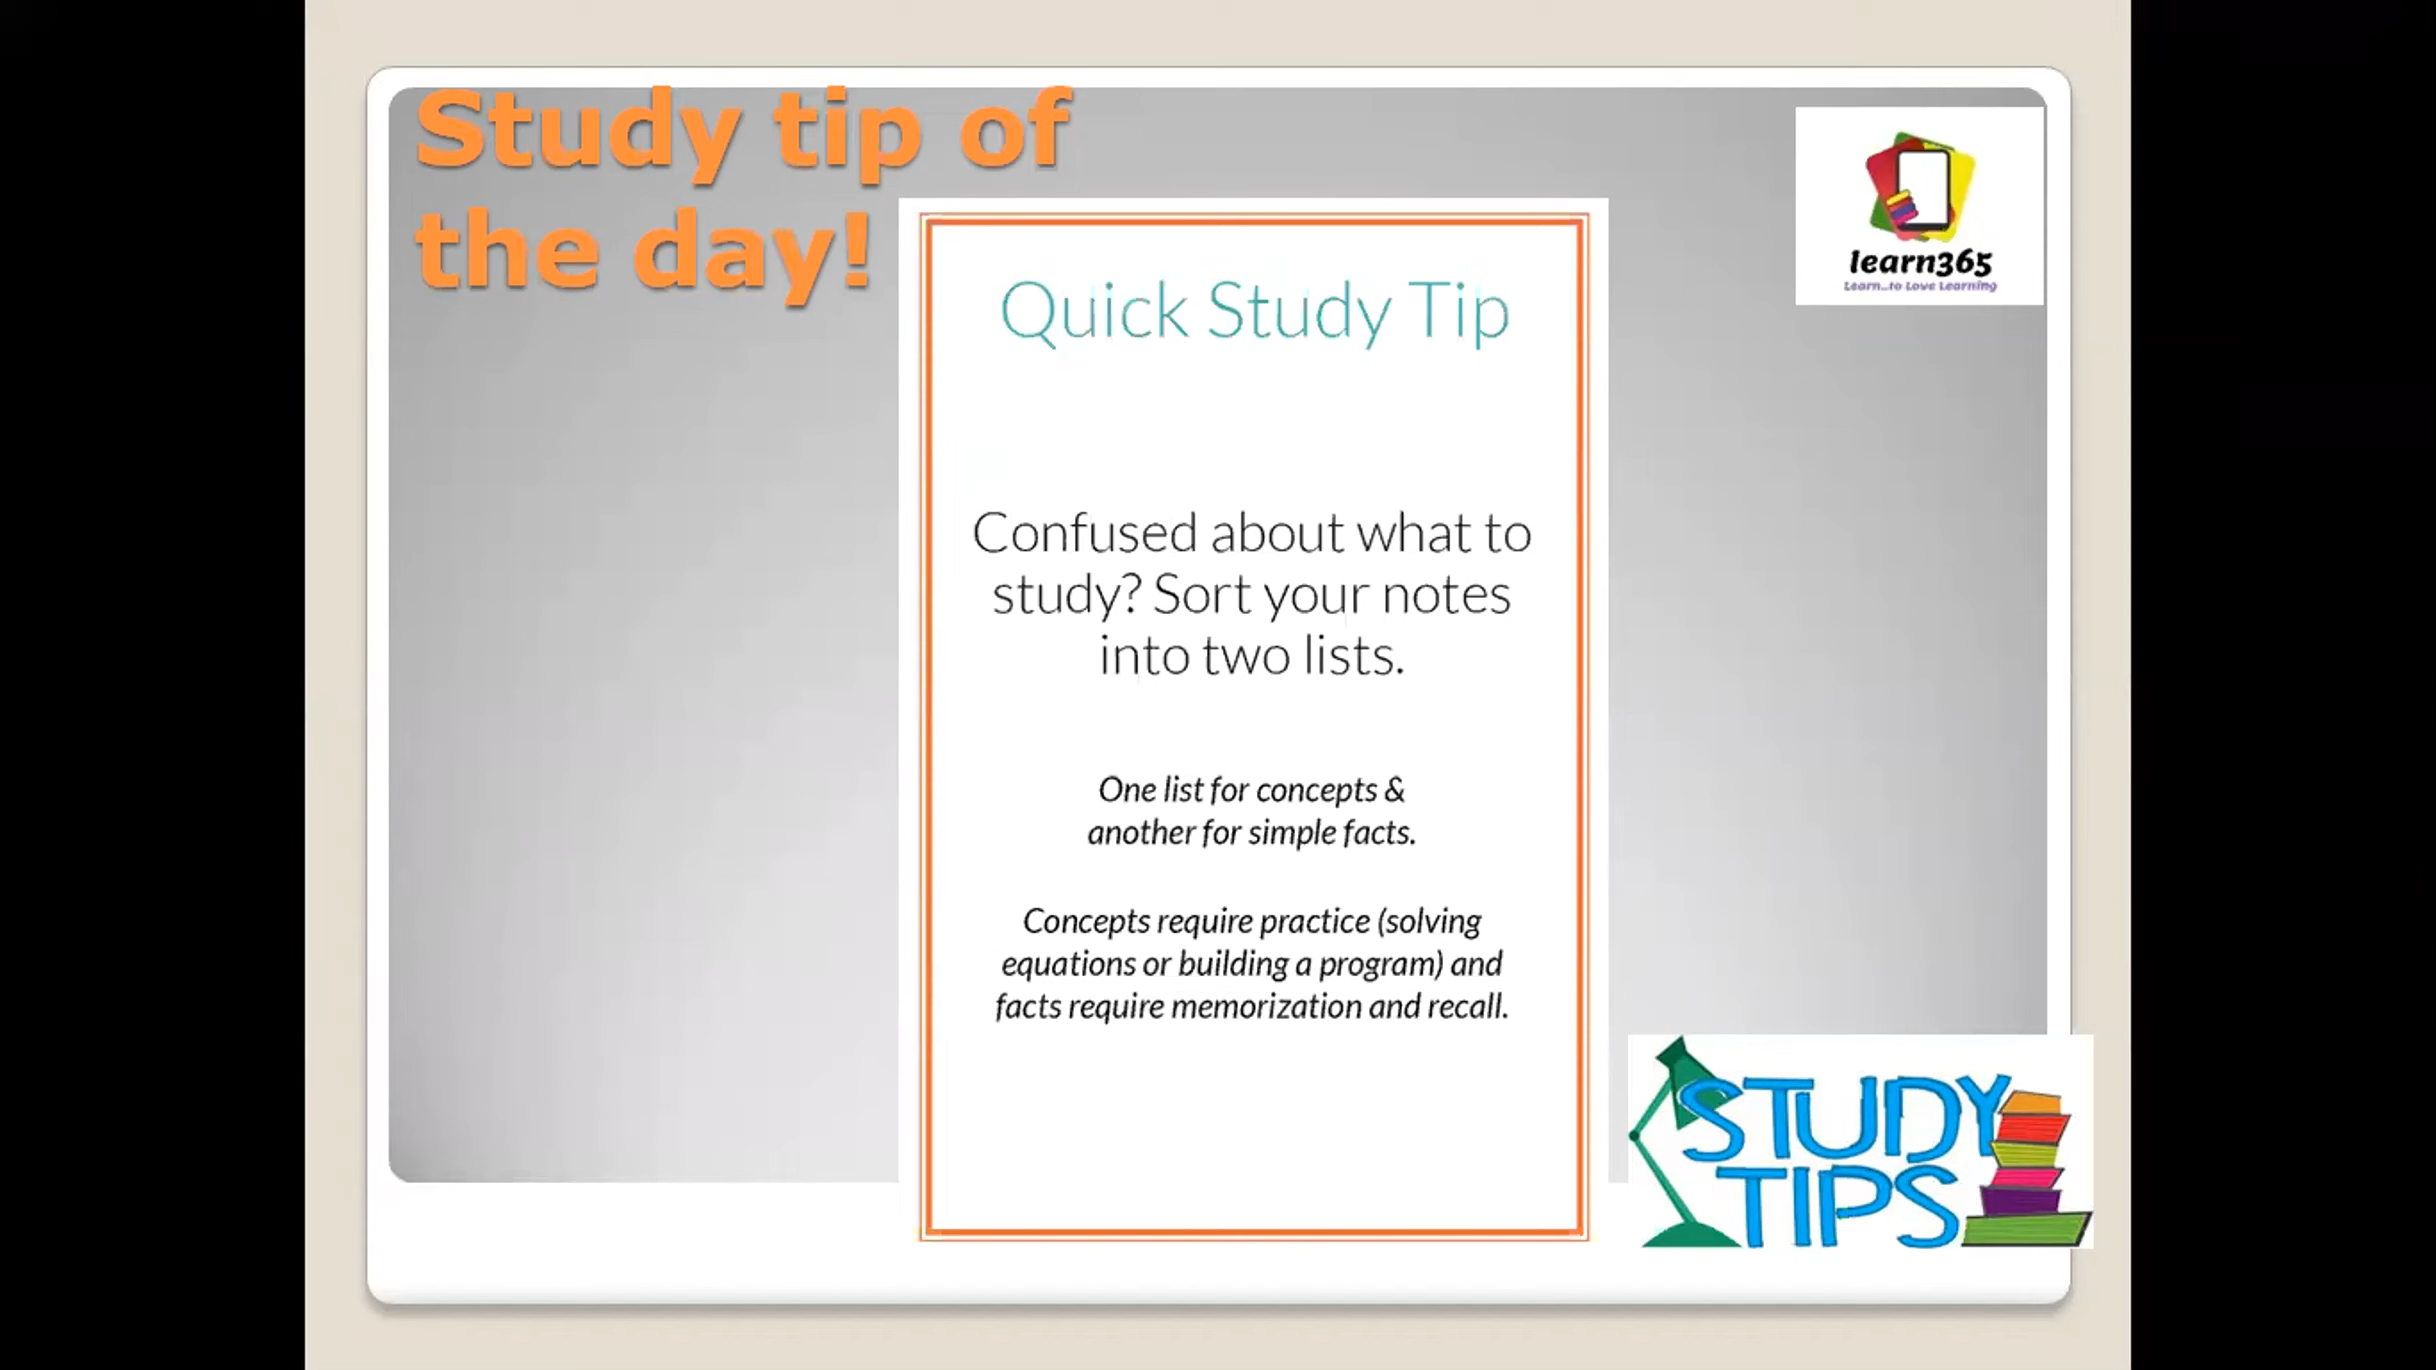 Study tip of
the day!
learn365
Learn...to Love Learning
Quick Study Tip
Confused about what to
study? Sort your notes
into two lists.
One list for concepts &
another for simple facts.
Concepts require practice (solving
equations or building a program) and
facts require memorization and recall.
STUDY
TIPS